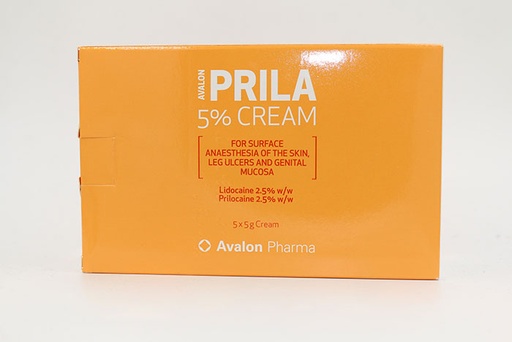 AVALON
PRILA
5% CREAM
FOR SURFACE
ANAESTHESIA OF THE SKIN,
LEG ULCERS AND GENITAL
MUCOSA
Lidocaine 2.5% w/w
Prilocaine 2.5% w/w
5 x 5 g Cream
Avalon Pharma